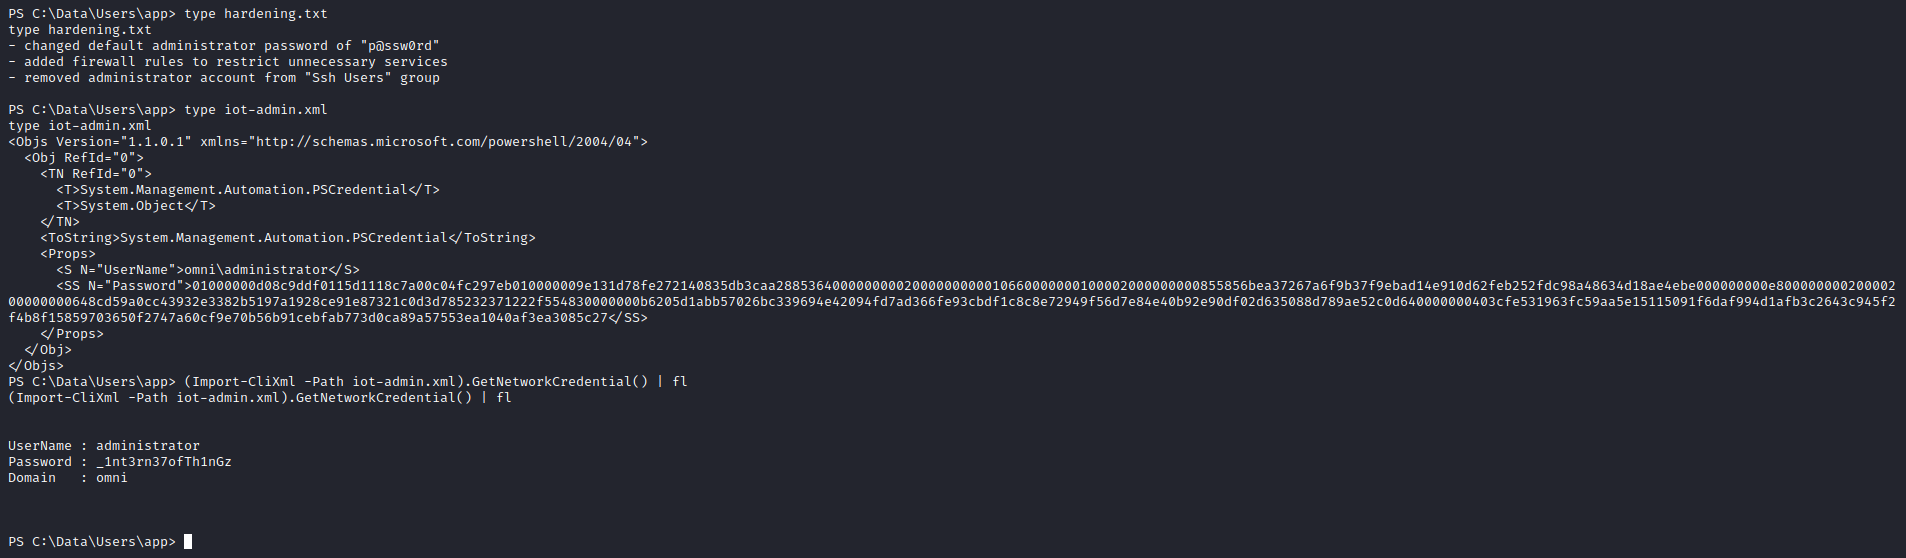 PS C:\Data\Users\app> type hardening.txt
type hardening.txt
- changed default administrator password of "p@ssw0rd"
- added firewall rules to restrict unnecessary services
- removed administrator account from "Ssh Users" group
PS C:\Data\Users\app> type iot-admin.xml
type iot-admin.xml
<Objs Version="1.1.0.1" xmlns="http://schemas.microsoft.com/powershell/2004/04">
  <Obj RefId="0">
    <TN RefId="0">
      <T>System.Management.Automation.PSCredential</T>
      <T>System.Object</T>
    </TN>
    <ToString>System.Management.Automation.PSCredential</ToString>
    <Props>
      <S N="UserName">omni\administrator</S>
      <SS N="Password">01000000d08c9ddf0115d1118c7a00c04fc297eb010000009e131d78fe272140835db3caa288536400000000020000000000106600000001000020000000855856bea37267a6f9b37f9ebad14e910d62feb252fdc98a48634d18ae4ebe000000000e80000000020000200000000648cd59a0cc43932e3382b5197a1928ce91e87321c0d3d785232371222f554830000000b6205d1abb57026bc339694e42094fd7ad366fe93cbdf1c8c8e72949f56d7e84e40b92e90df02d635088d789ae52c0d640000000403cfe531963fc59aa5e15115091f6daf994d1afb3c2643c945f2f4b8f15859703650f2747a60cf9e70b56b91cebfab773d0ca89a57553ea1040af3ea3085c27</SS>
    </Props>
  </Obj>
</Objs>
PS C:\Data\Users\app> (Import-CliXml -Path iot-admin.xml).GetNetworkCredential() | fl
(Import-CliXml -Path iot-admin.xml).GetNetworkCredential() | fl
UserName : administrator
Password : _1nt3rn37ofTh1nGz
Domain   : omni
PS C:\Data\Users\app>